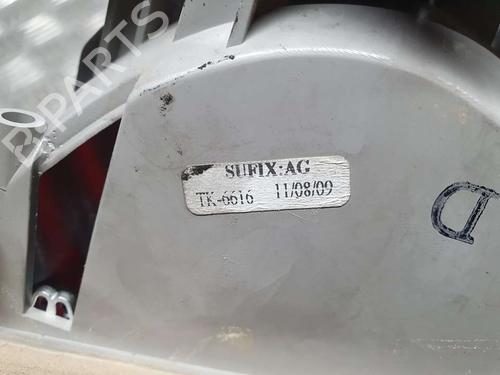 B-PARTS
SUFIX:AG
TK-6616 11/08/09
D